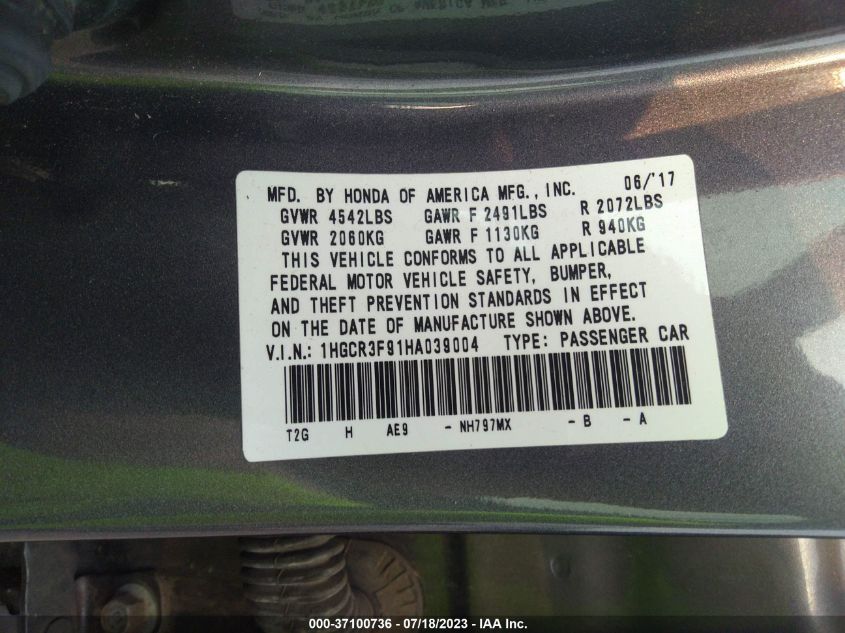 MFD. BY HONDA OF AMERICA MFG., INC. 06/'17
GVWR 4542LBS GAWR F 2491LBS R 2072LBS
GVWR 2060KG GAWR F 1130KG R 940KG
THIS VEHICLE CONFORMS TO ALL APPLICABLE
FEDERAL MOTOR VEHICLE SAFETY, BUMPER,
AND THEFT PREVENTION STANDARDS IN EFFECT
ON THE DATE OF MANUFACTURE SHOWN ABOVE.
V.I.N.: 1HGCR3F91HA039004 TYPE: PASSENGER CAR
T2G H AE9 - NH797MX - B - A
000-37100736 - 07/18/2023 - IAA Inc.